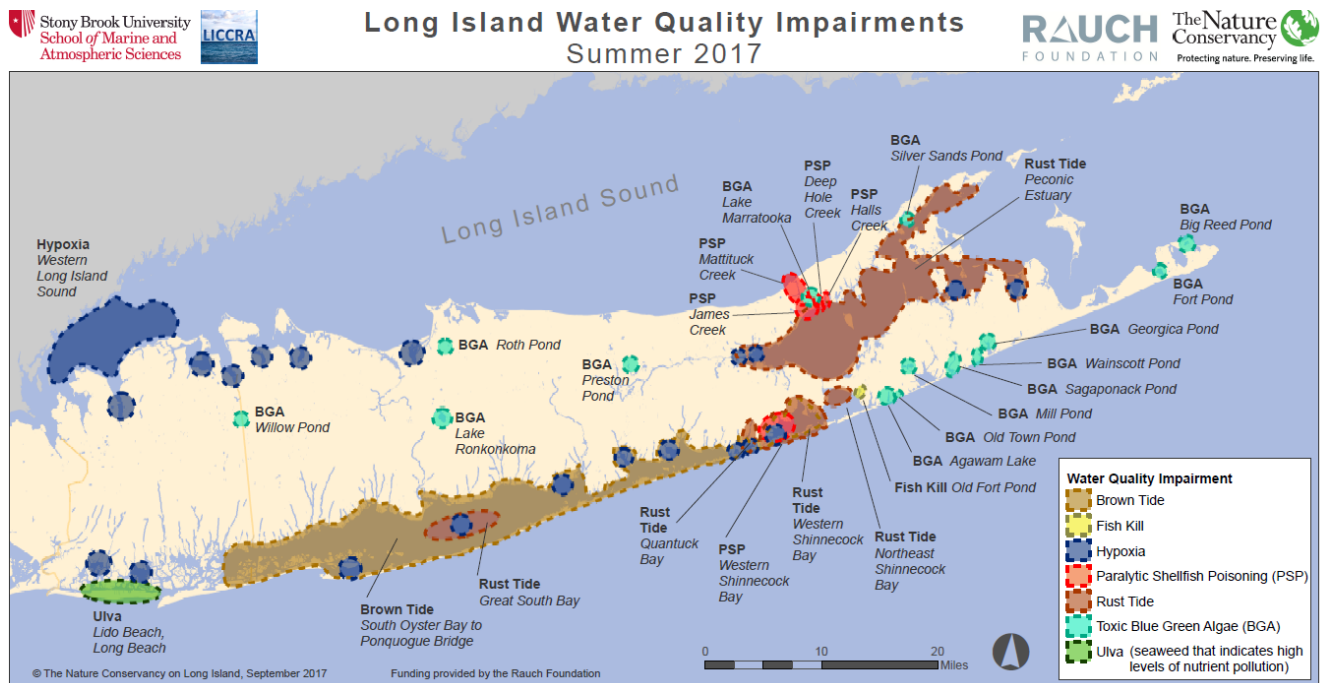 Stony Brook University
School of Marine and
Atmospheric Sciences
LICCRA
Long Island Water Quality Impairments
Summer 2017
RAUCH
FOUNDATION
The Nature
Conservancy
Protecting nature. Preserving life.
Long Island Sound
Hypoxia
Western
Long Island
Sound
BGA
Silver Sands Pond
PSP
Deep
Hole
Creek
Rust Tide
Peconic
Estuary
BGA
Lake
Marratooka
PSP
Halls
Creek
BGA
Big Reed Pond
PSP
Mattituck
Creek
BGA
Fort Pond
PSP
James
Creek
BGA Georgica Pond
BGA Roth Pond
BGA
Preston
Pond
BGA Wainscott Pond
BGA Sagaponack Pond
BGA
Willow Pond
BGA
Lake
Ronkonkoma
BGA Mill Pond
BGA Old Town Pond
BGA Agawam Lake
Fish Kill Old Fort Pond
Rust
Tide
Quantuck
Bay
PSP
Western
Shinnecock
Bay
Rust
Tide
Western
Shinnecock
Bay
Rust Tide
Northeast
Shinnecock
Bay
Rust Tide
Great South Bay
Brown Tide
South Oyster Bay to
Ponquogue Bridge
Ulva
Lido Beach,
Long Beach
Water Quality Impairment
Brown Tide
Fish Kill
Hypoxia
Paralytic Shellfish Poisoning (PSP)
Rust Tide
Toxic Blue Green Algae (BGA)
Ulva (seaweed that indicates high
levels of nutrient pollution)
0 5 10 20
Miles
© The Nature Conservancy on Long Island, September 2017
Funding provided by the Rauch Foundation